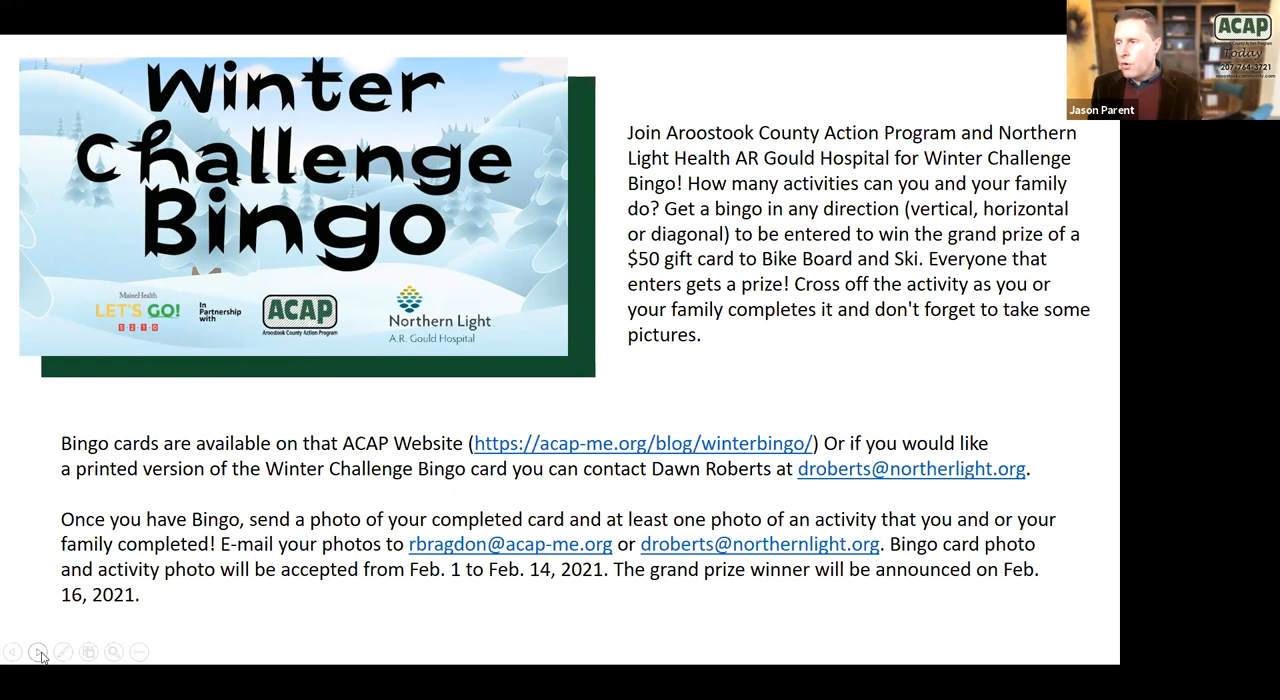 Winter
Challenge
Bingo
MaineHealth
LET'S GO!
5 2 1 0
In
Partnership
with
ACAP
Aroostook County Action Program
Northern Light
A.R. Gould Hospital
Join Aroostook County Action Program and Northern
Light Health AR Gould Hospital for Winter Challenge
Bingo! How many activities can you and your family
do? Get a bingo in any direction (vertical, horizontal
or diagonal) to be entered to win the grand prize of a
$50 gift card to Bike Board and Ski. Everyone that
enters gets a prize! Cross off the activity as you or
your family completes it and don't forget to take some
pictures.
ACAP
Aroostook County Action Program
Today
207-764-3721
aroostookcommunity.com
Jason Parent
Bingo cards are available on that ACAP Website (https://acap-me.org/blog/winterbingo/) Or if you would like
a printed version of the Winter Challenge Bingo card you can contact Dawn Roberts at droberts@northerlight.org.
Once you have Bingo, send a photo of your completed card and at least one photo of an activity that you and or your
family completed! E-mail your photos to rbragdon@acap-me.org or droberts@northernlight.org. Bingo card photo
and activity photo will be accepted from Feb. 1 to Feb. 14, 2021. The grand prize winner will be announced on Feb.
16, 2021.